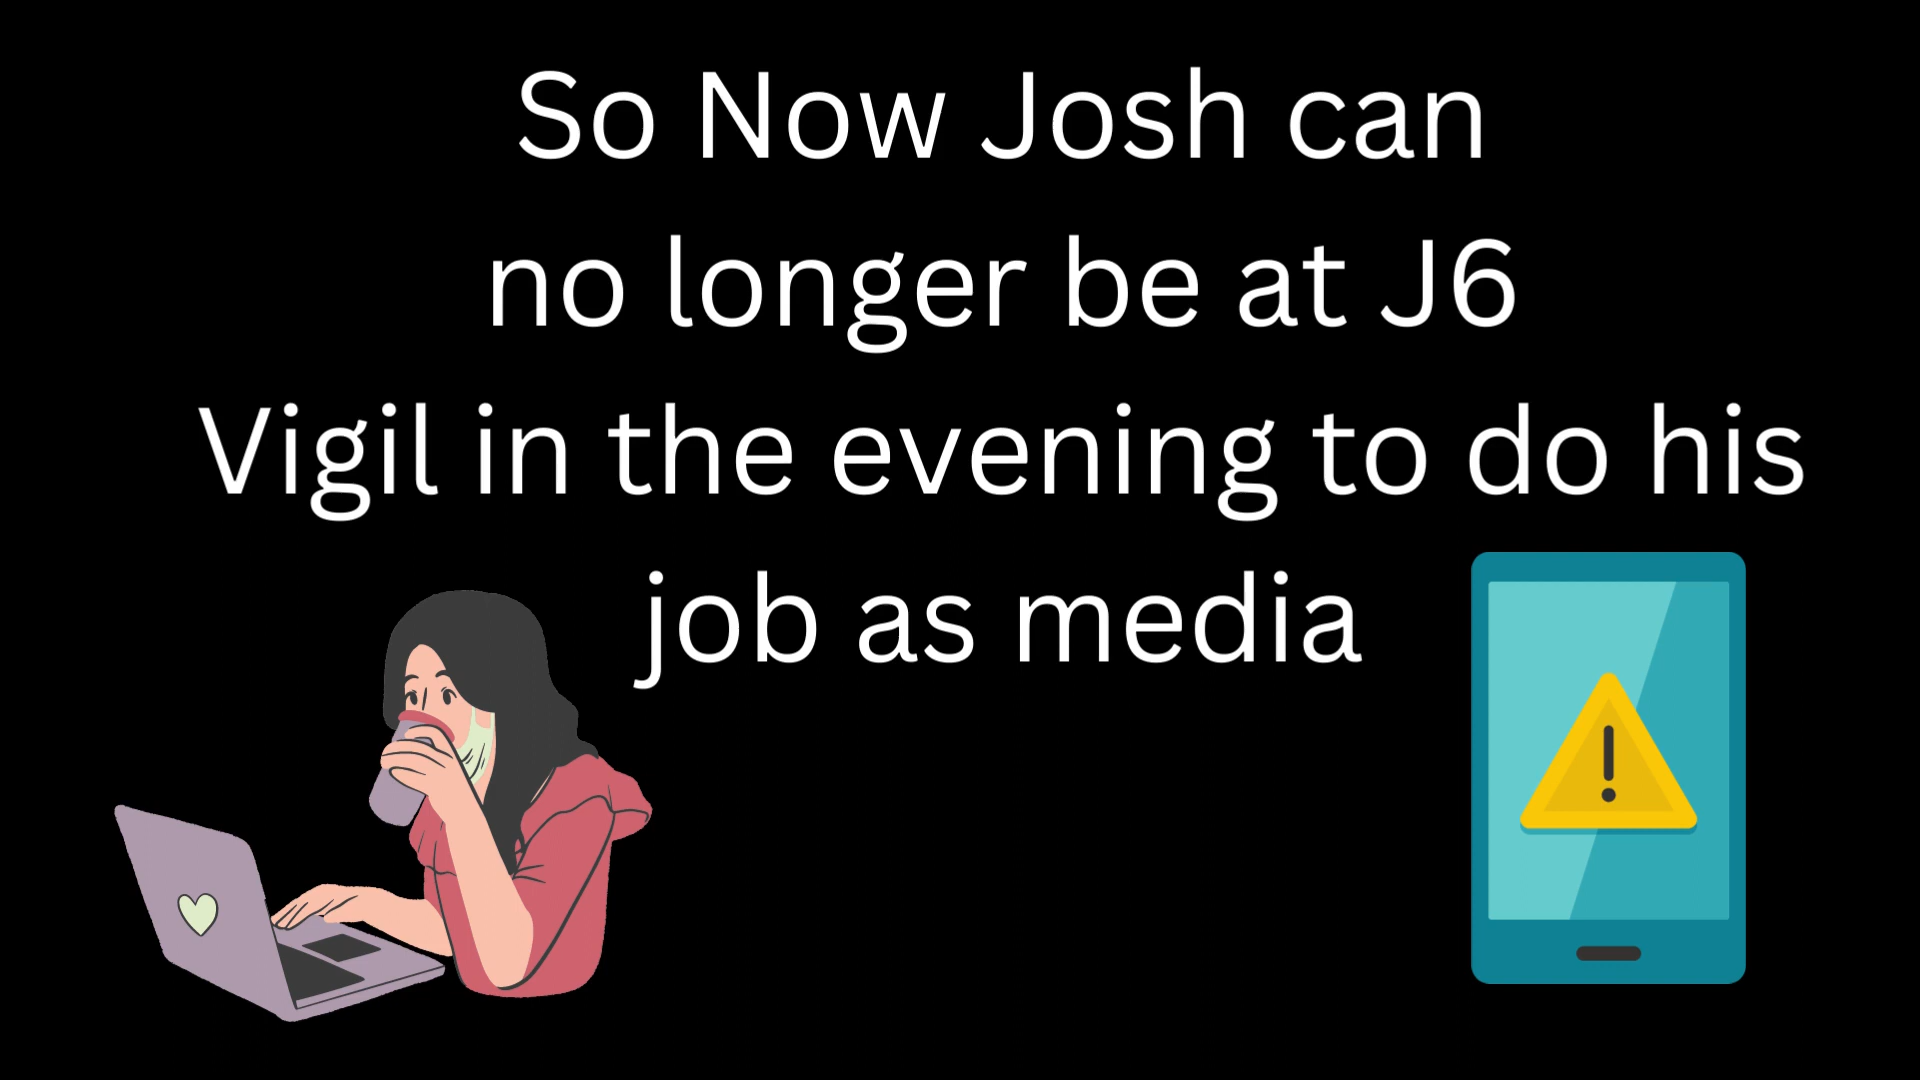 So Now Josh can
no longer be at J6
Vigil in the evening to do his
job as media